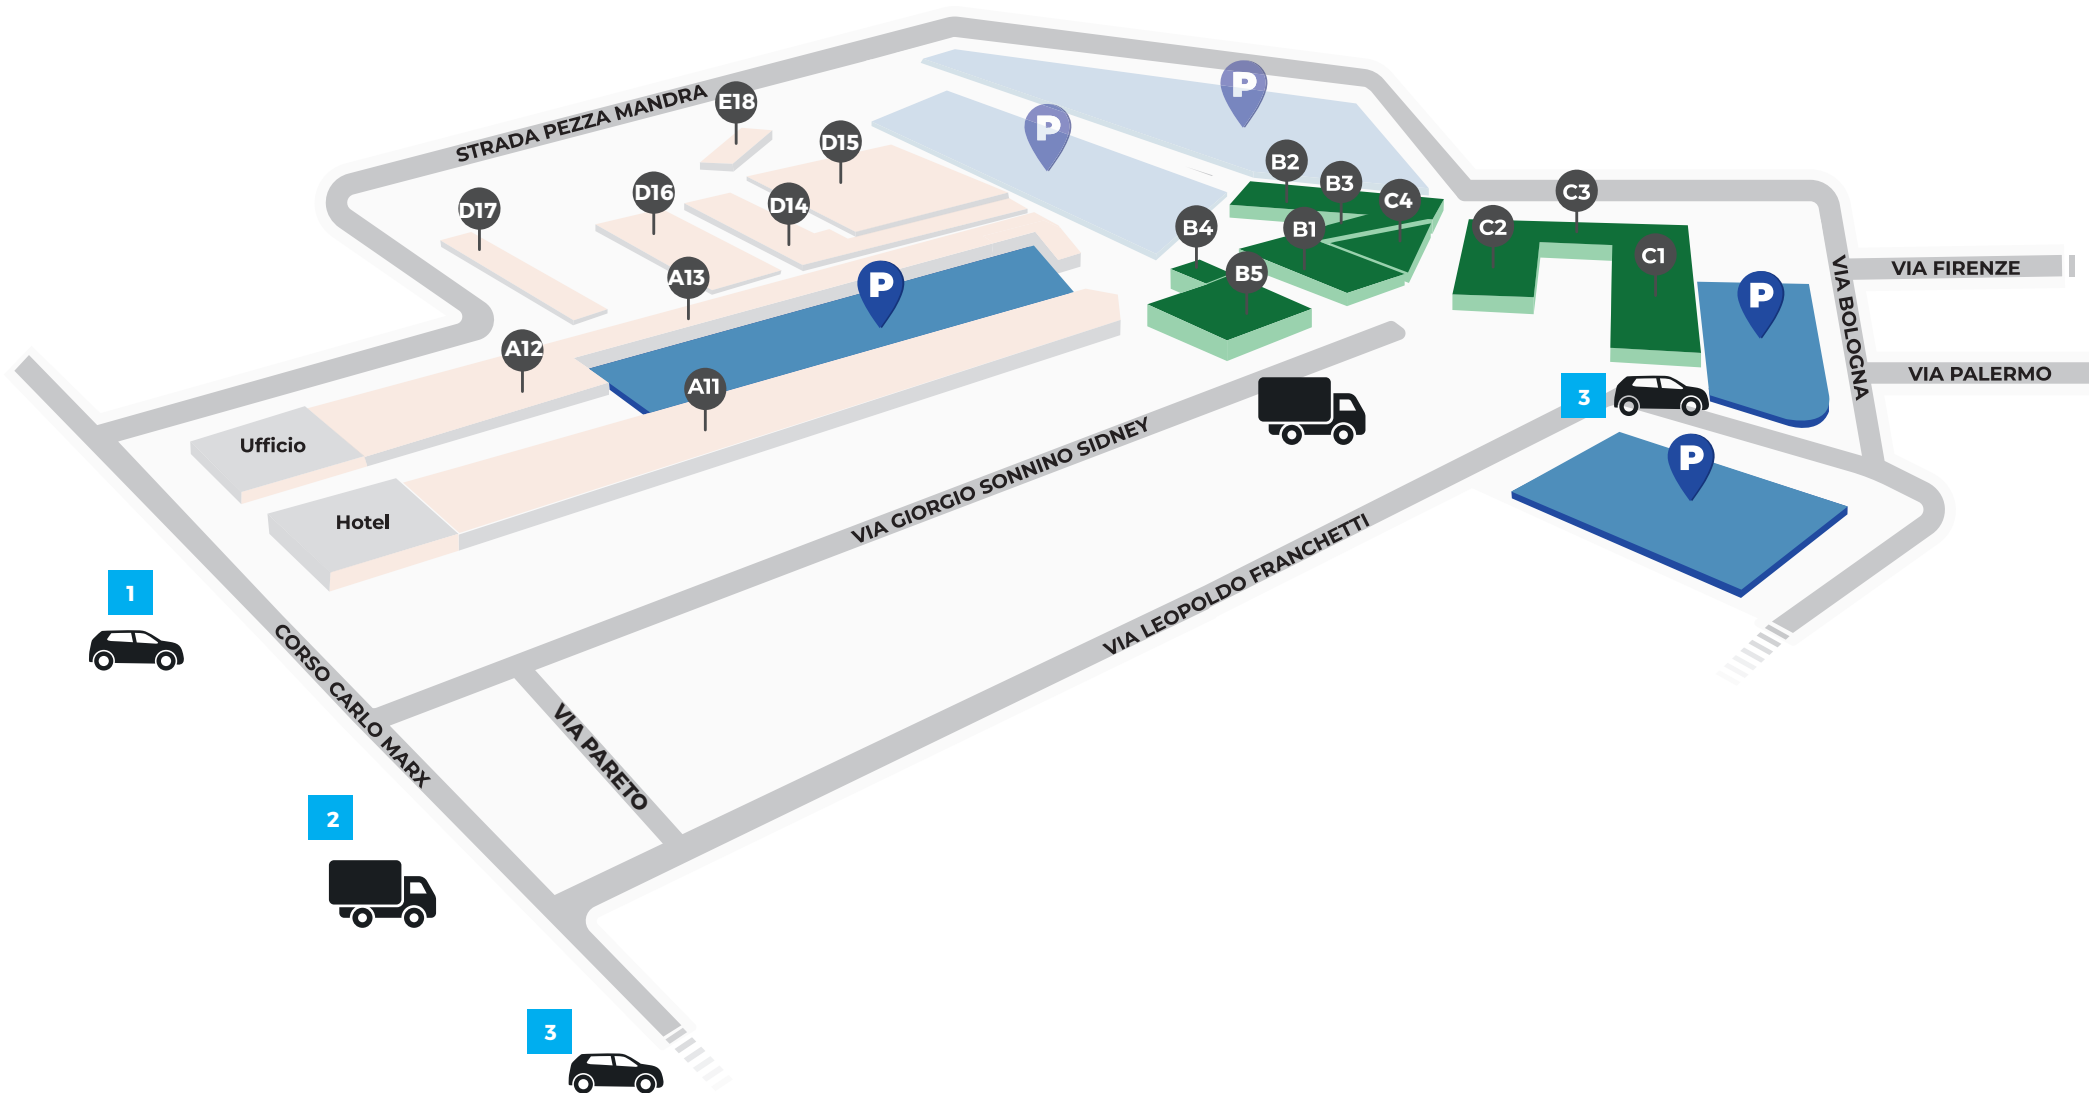 P
P
STRADA PEZZA MANDRA
E18
D15
D16
D14
D17
B2
B3
C4
C3
B4
B1
C2
C1
B5
A13
P
P
VIA BOLOGNA
VIA FIRENZE
A12
A11
VIA PALERMO
3
Ufficio
Hotel
VIA GIORGIO SONNINO SIDNEY
P
VIA LEOPOLDO FRANCHETTI
1
CORSO CARLO MARX
VIA PARETO
2
3